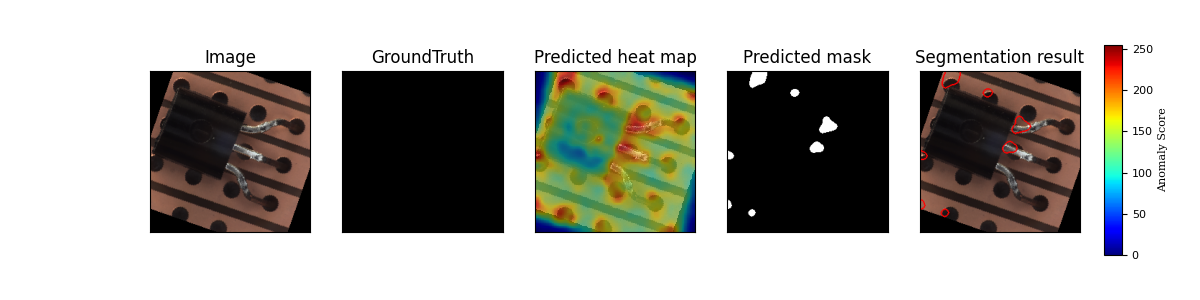 Image
GroundTruth
Predicted heat map
Predicted mask
Segmentation result
250
200
150
100
50
0
Anomaly Score